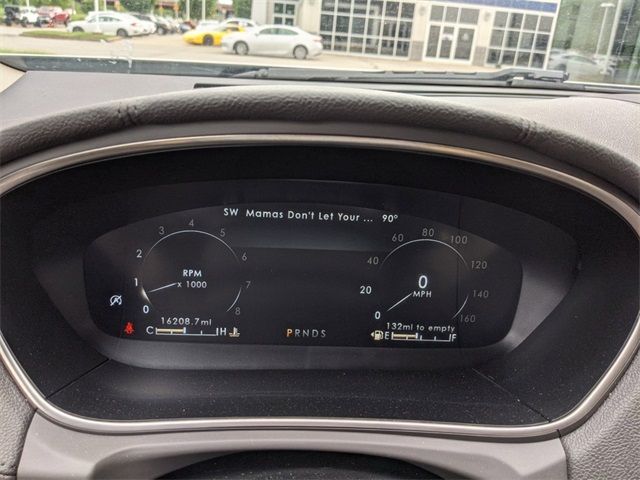 SW Mamas Don't Let Your ... 90°
0 1 2 3 4 5 6 7 8
RPM
x 1000
0 20 40 60 80 100 120 140 160
0
MPH
16208.7mi
C H
PRNDS
132mi to empty
E F